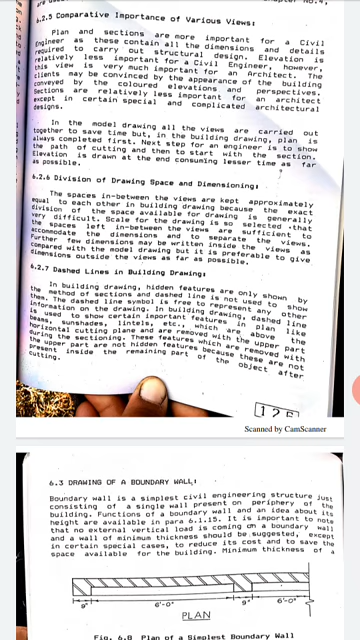 6.2.5 Comparative Importance of Various Views:
Plan and sections are more important for a Civil
Engineer as these contain all the dimensions and details
required to carry out structural design. Elevation is
relatively less important for a Civil Engineer, however,
this view is very much important for an Architect. The
clients may be convinced by the appearance of the building
conveyed by the coloured elevations and perspectives.
Sections are relatively less important for an architect
except in certain special and complicated architectural
designs.
In the model drawing all the views are carried out
together to save time but, in the building drawing, plan is
always completed first. Next step for an engineer is to show
the path of cutting and then to start with the section.
Elevation is drawn at the end consuming lesser time as far
as possible.
6.2.6 Division of Drawing Space and Dimensioning:
The spaces in-between the views are kept approximately
equal to each other in building drawing because the exact
division of the space available for drawing is generally
very difficult. Scale for the drawing is so selected that
the spaces left in-between the views are sufficient to
accommodate the dimensions and to separate the views.
Further few dimensions may be written inside the views as
compared with the model drawing but it is preferable to give
dimensions outside the views as far as possible.
6.2.7 Dashed Lines in Building Drawing:
In building drawing, hidden features are only shown by
the method of sections and dashed line is not used to show
them. The dashed line symbol is free to represent any other
information on the drawing. In building drawing, dashed line
is used to show certain important features in plan like
beams, sunshades, lintels, etc., which are above the
horizontal cutting plane and are removed with the upper part
during the sectioning. These features which are removed with
the upper part are not hidden features because these are not
present inside the remaining part of the object after
cutting.
Scanned by CamScanner
6.3 DRAWING OF A BOUNDARY WALL:
Boundary wall is a simplest civil engineering structure just
consisting of a single wall present on periphery of the
building. Functions of a boundary wall and an idea about its
height are available in para 6.1.15. It is important to note
that no external vertical load is coming on a boundary wall
and a wall of minimum thickness should be suggested, except
in certain special cases, to reduce its cost and to save the
space available for the building. Minimum thickness of a
9" 6'-0" 9" 6'-0"
PLAN
Fig. 6.8 Plan of a Simplest Boundary Wall